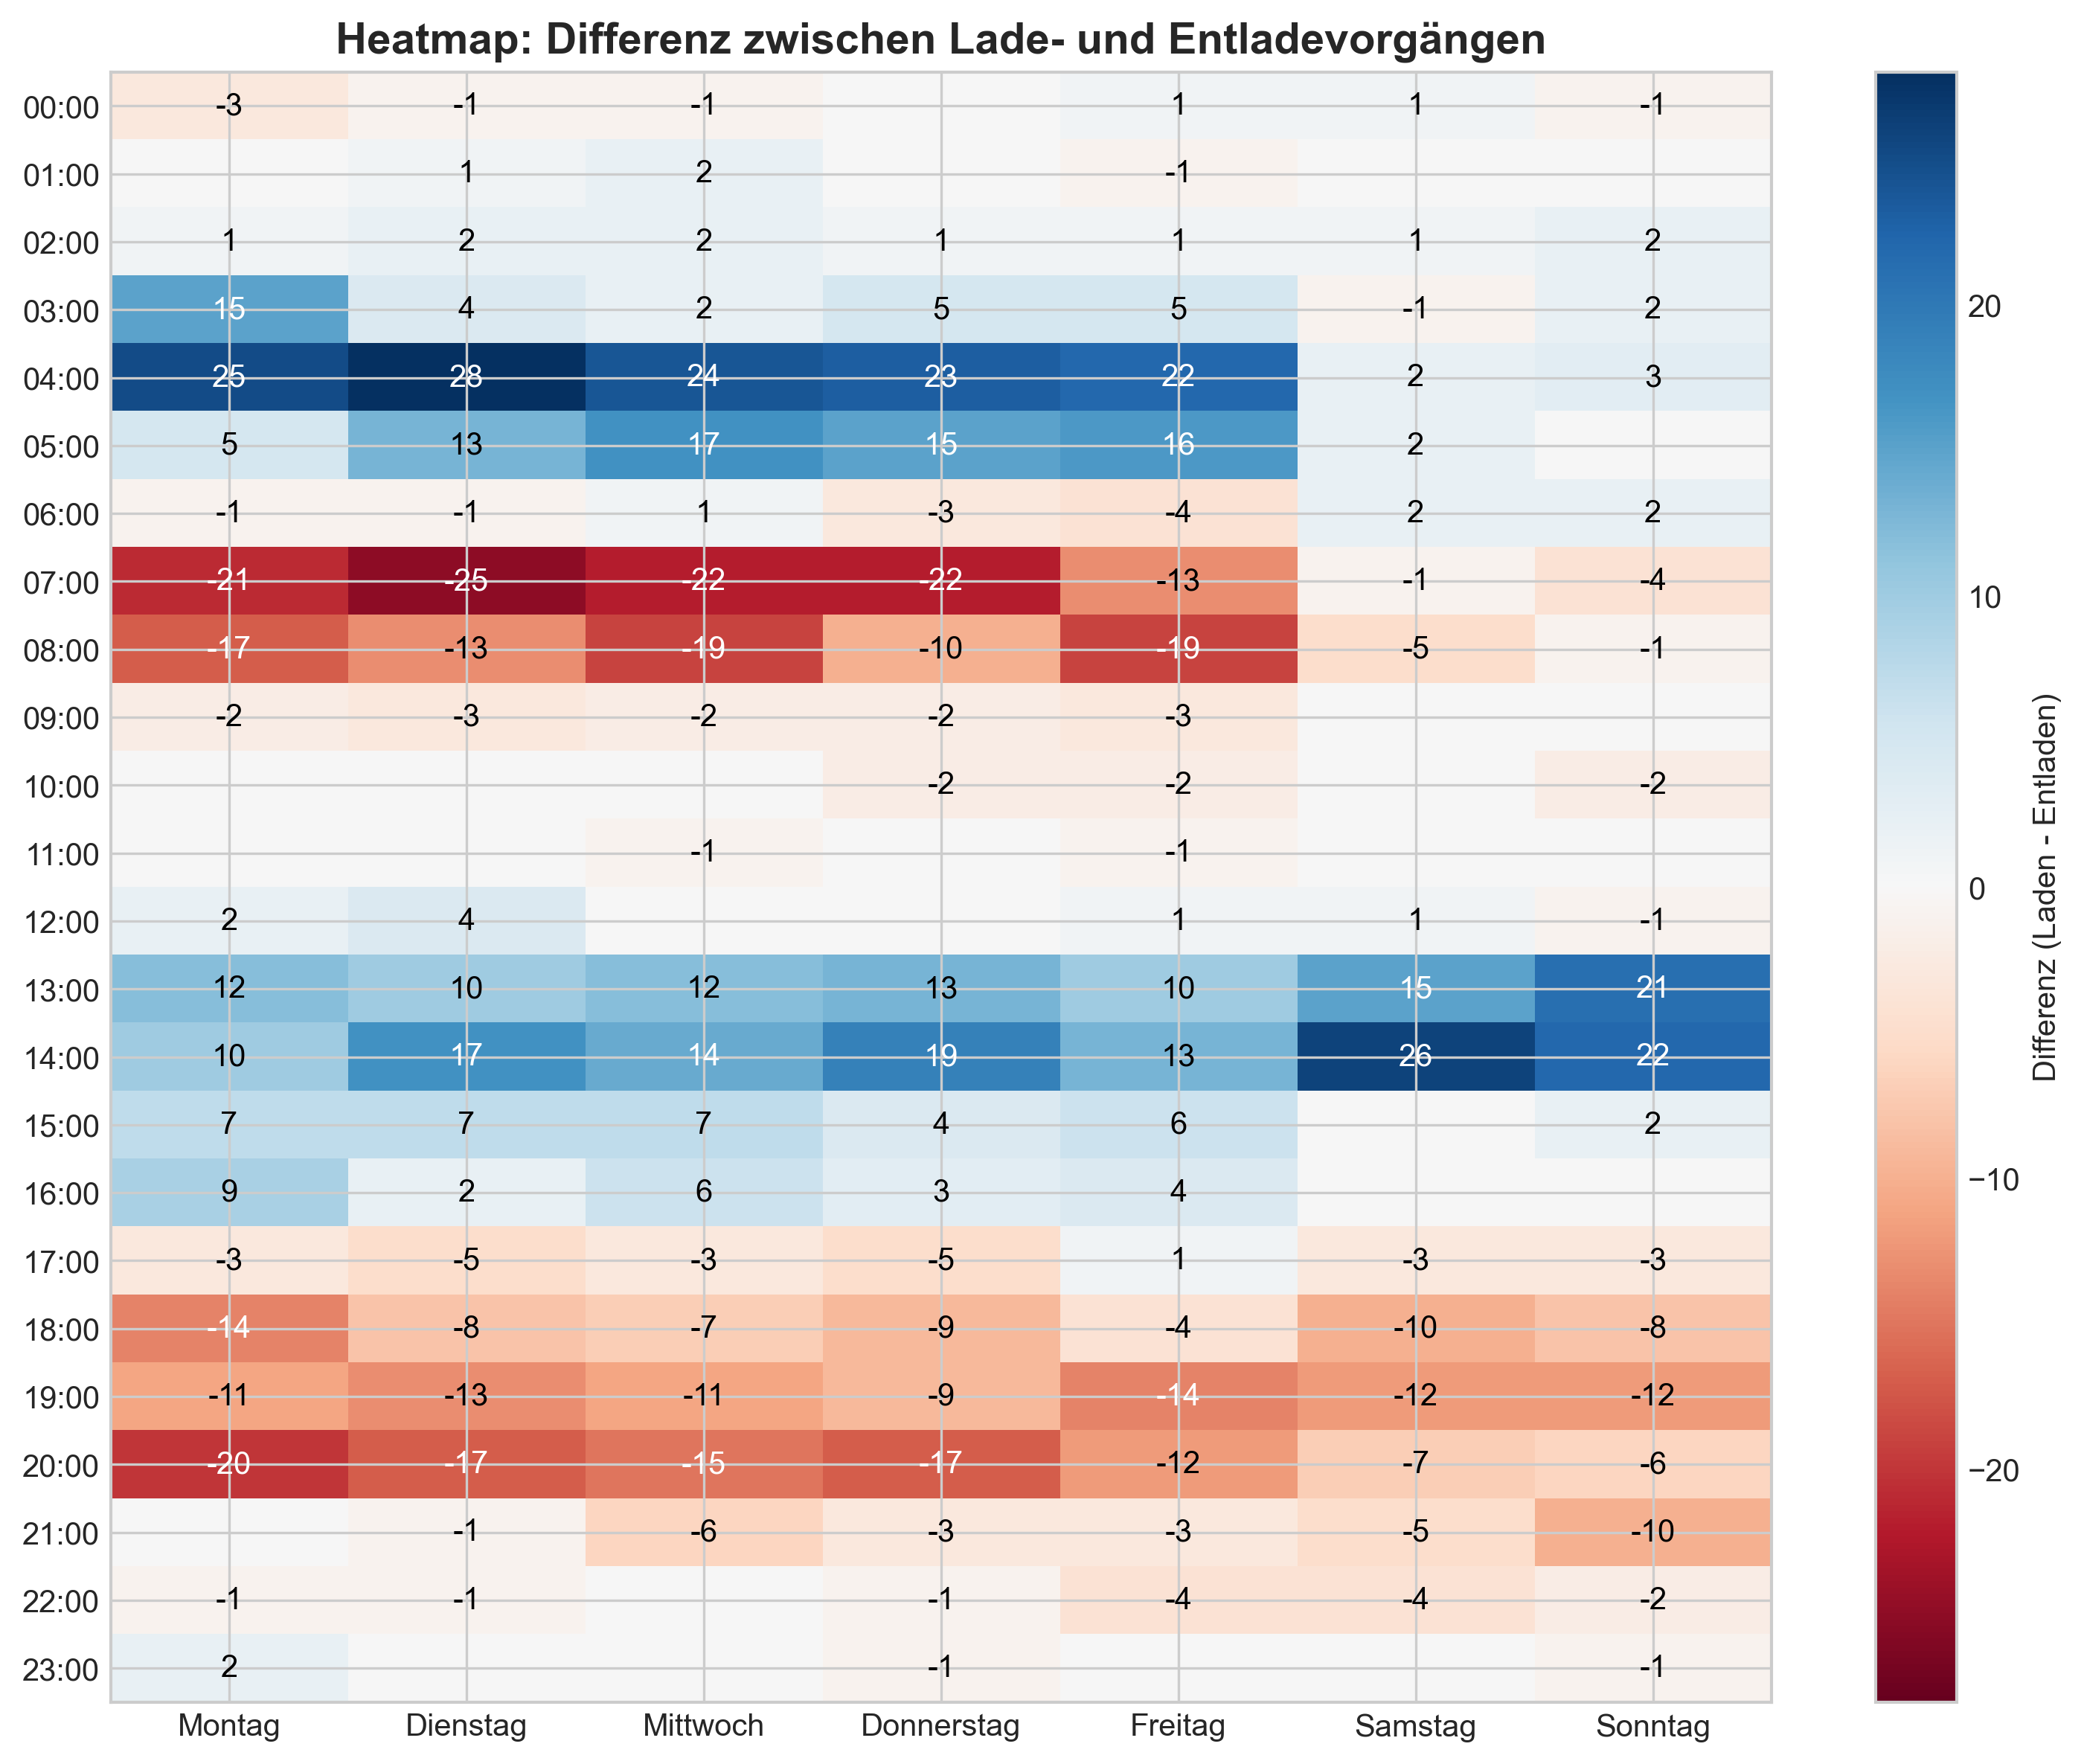 Heatmap: Differenz zwischen Lade- und Entladevorgängen
00:00 -3 -1 -1 1 1 -1
01:00 1 2 -1
02:00 1 2 2 1 1 1 2
03:00 15 4 2 5 5 -1 2
04:00 25 28 24 23 22 2 3
05:00 5 13 17 15 16 2
06:00 -1 -1 1 -3 -4 2 2
07:00 -21 -25 -22 -22 -13 -1 -4
08:00 -17 -13 -19 -10 -19 -5 -1
09:00 -2 -3 -2 -2 -3
10:00 -2 -2 -2
11:00 -1 -1
12:00 2 4 1 1 -1
13:00 12 10 12 13 10 15 21
14:00 10 17 14 19 13 26 22
15:00 7 7 7 4 6 2
16:00 9 2 6 3 4
17:00 -3 -5 -3 -5 1 -3 -3
18:00 -14 -8 -7 -9 -4 -10 -8
19:00 -11 -13 -11 -9 -14 -12 -12
20:00 -20 -17 -15 -17 -12 -7 -6
21:00 -1 -6 -3 -3 -5 -10
22:00 -1 -1 -1 -4 -4 -2
23:00 2 -1 -1
Montag Dienstag Mittwoch Donnerstag Freitag Samstag Sonntag
20
10
0
−10
−20
Differenz (Laden - Entladen)